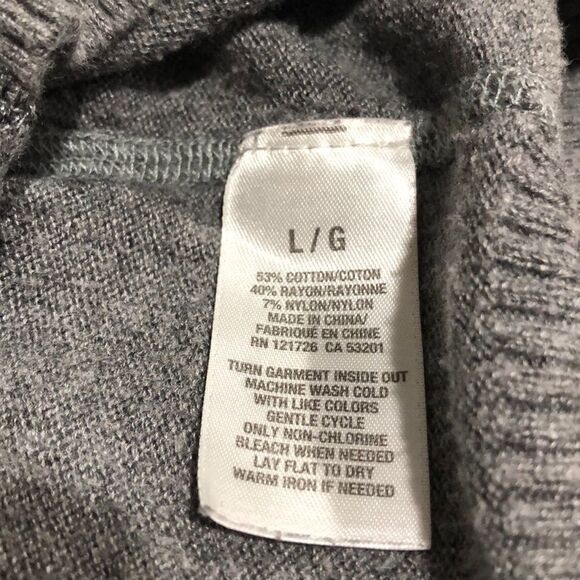 L/G
53% COTTON/COTON
40% RAYON/RAYONNE
7% NYLON/NYLON
MADE IN CHINA/
FABRIQUÉ EN CHINE
RN 121726 CA 53201
TURN GARMENT INSIDE OUT
MACHINE WASH COLD
WITH LIKE COLORS
GENTLE CYCLE
ONLY NON-CHLORINE
BLEACH WHEN NEEDED
LAY FLAT TO DRY
WARM IRON IF NEEDED